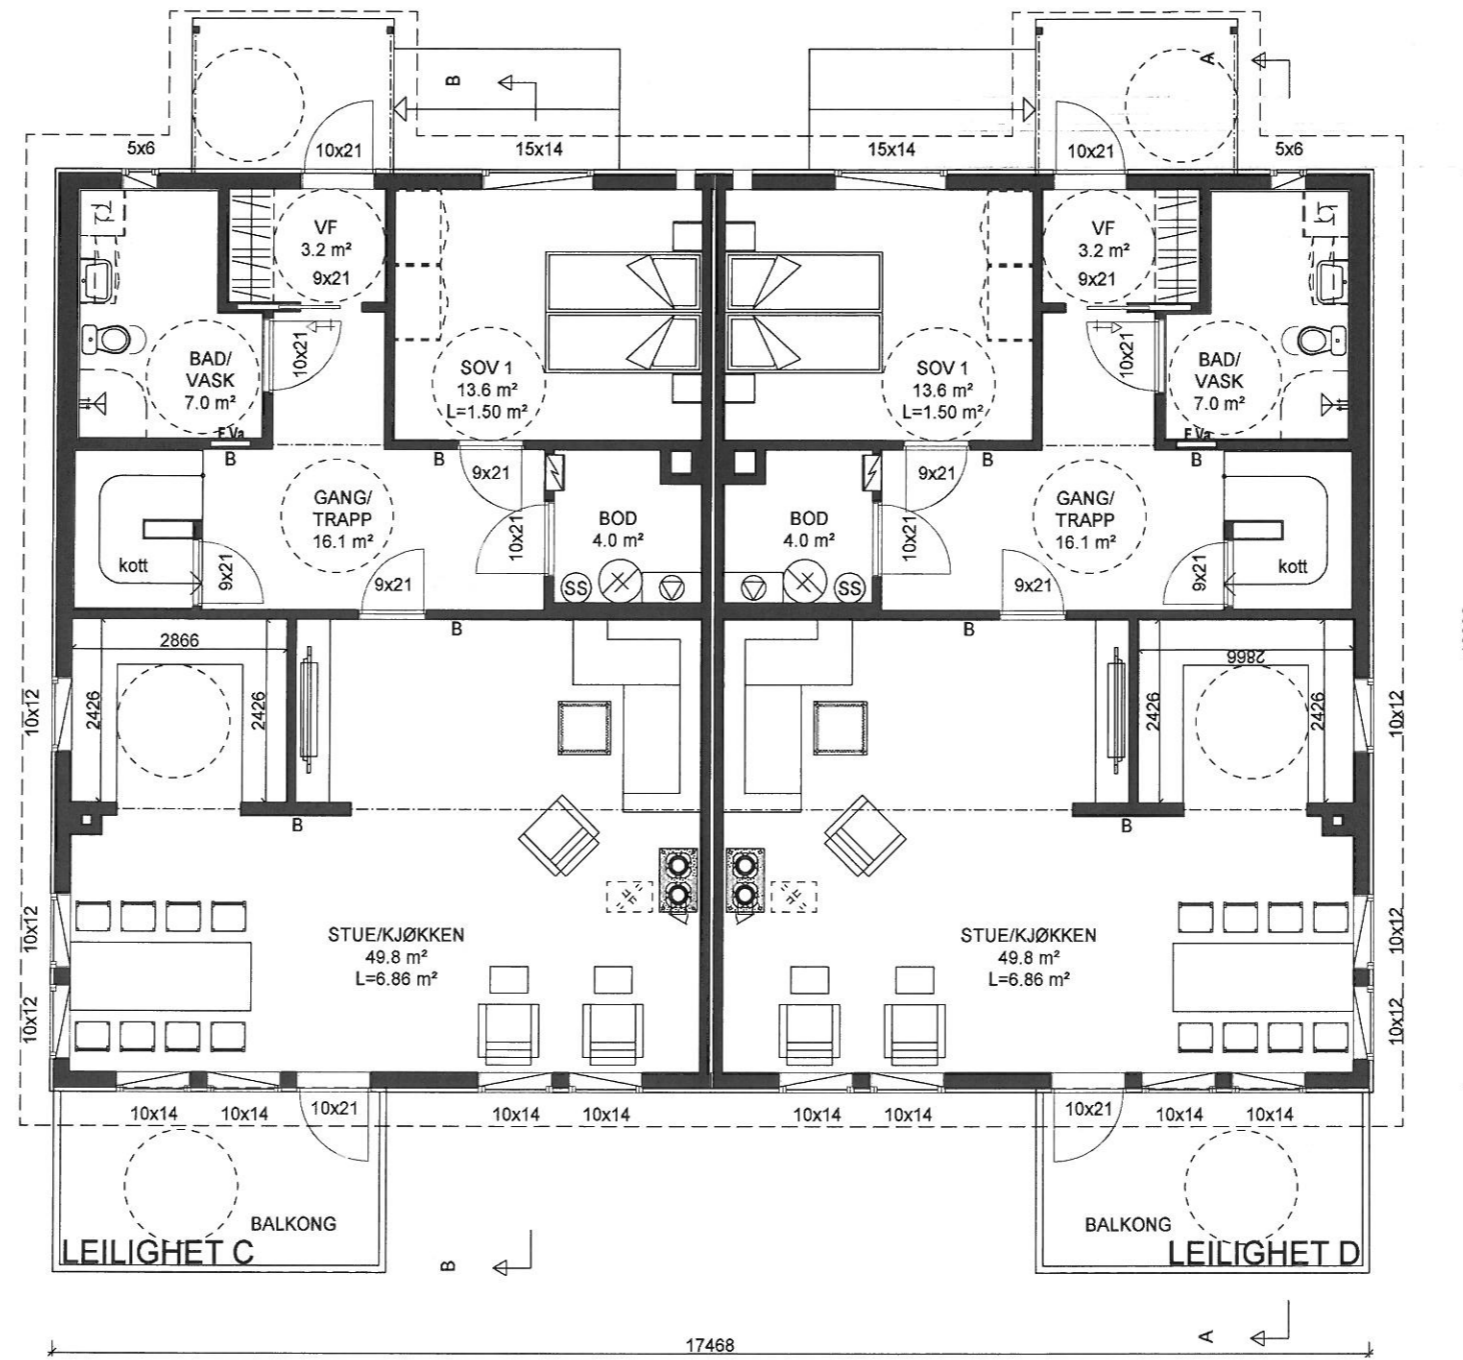 B
A
5x6
10x21
15x14
15x14
10x21
5x6
VF
3.2 m²
9x21
VF
3.2 m²
9x21
10x21
10x21
BAD/
VASK
7.0 m²
SOV 1
13.6 m²
L=1.50 m²
SOV 1
13.6 m²
L=1.50 m²
BAD/
VASK
7.0 m²
F.Va
F.Va
B
B
B
B
9x21
9x21
GANG/
TRAPP
16.1 m²
10x21
BOD
4.0 m²
BOD
4.0 m²
10x21
GANG/
TRAPP
16.1 m²
kott
9x21
9x21
SS
SS
9x21
9x21
kott
B
B
2866
2866
2426
2426
2426
2426
10x12
10x12
B
B
10x12
10x12
STUE/KJØKKEN
49.8 m²
L=6.86 m²
STUE/KJØKKEN
49.8 m²
L=6.86 m²
10x12
10x12
10x14
10x14
10x21
10x14
10x14
10x14
10x14
10x21
10x14
10x14
BALKONG
BALKONG
LEILIGHET C
LEILIGHET D
B
A
17468